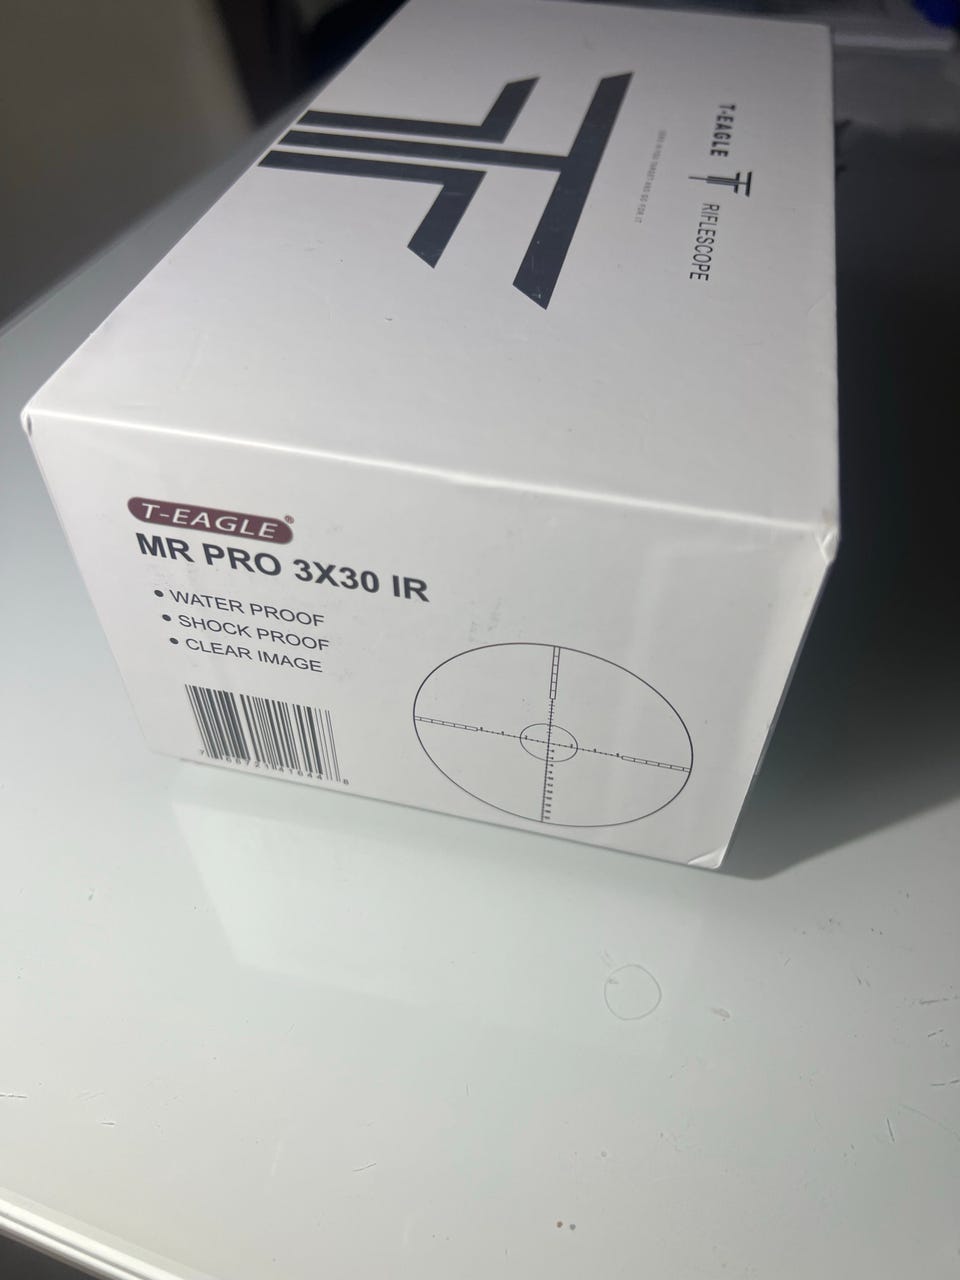 T-EAGLE RIFLESCOPE
T-EAGLE®
MR PRO 3X30 IR
• WATER PROOF
• SHOCK PROOF
• CLEAR IMAGE